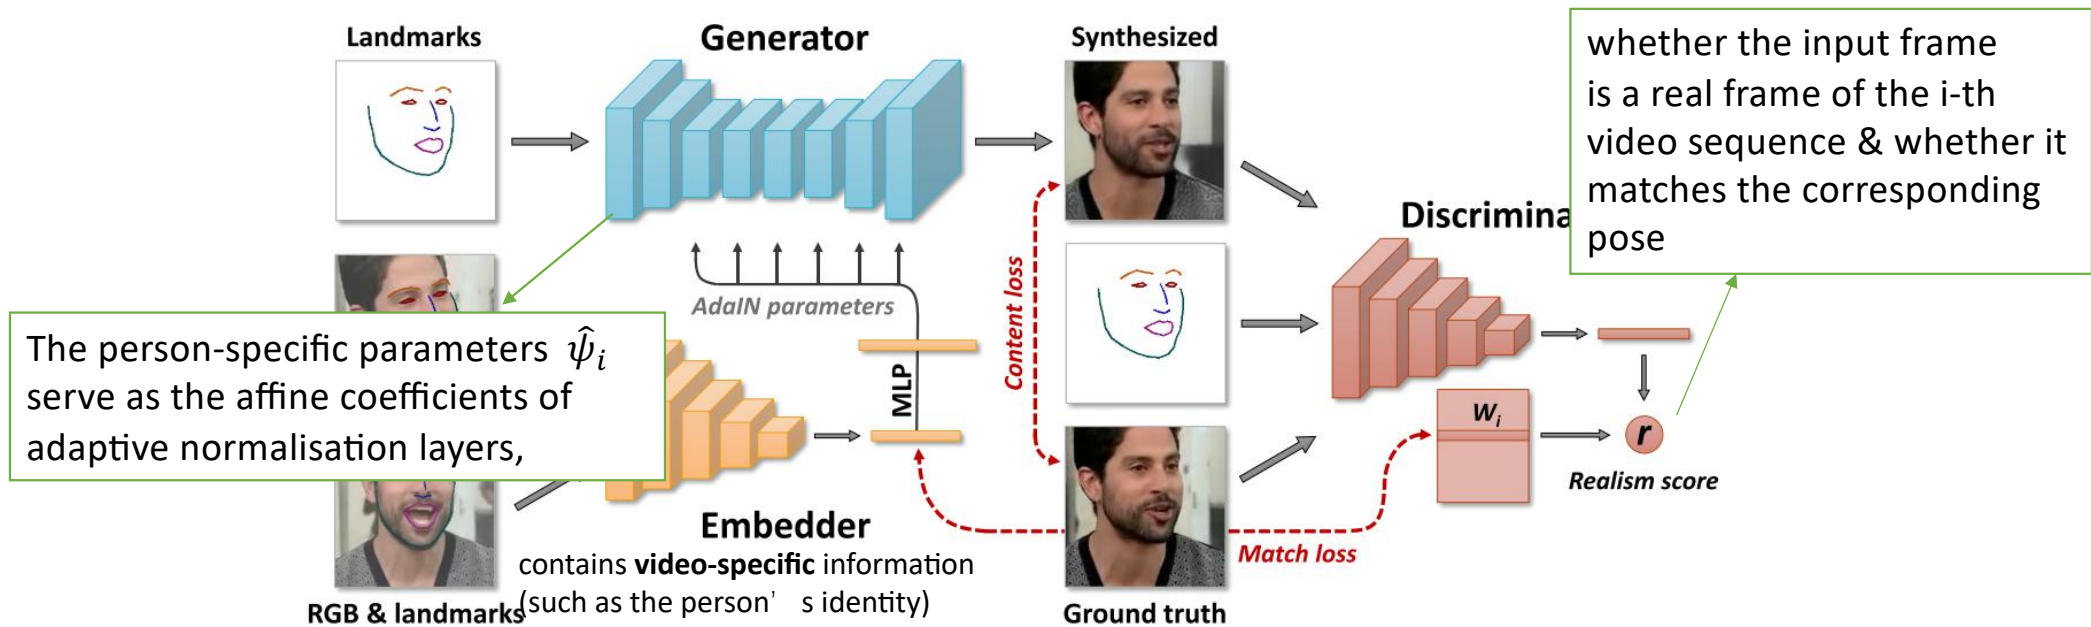 Landmarks
Generator
Synthesized
whether the input frame
is a real frame of the i-th
video sequence & whether it
matches the corresponding
pose
Discrimina
AdaIN parameters
Content loss
The person-specific parameters ψ̂ᵢ
serve as the affine coefficients of
adaptive normalisation layers,
MLP
Wᵢ
r
Realism score
Embedder
contains video-specific information
(such as the person's identity)
Match loss
RGB & landmarks
Ground truth